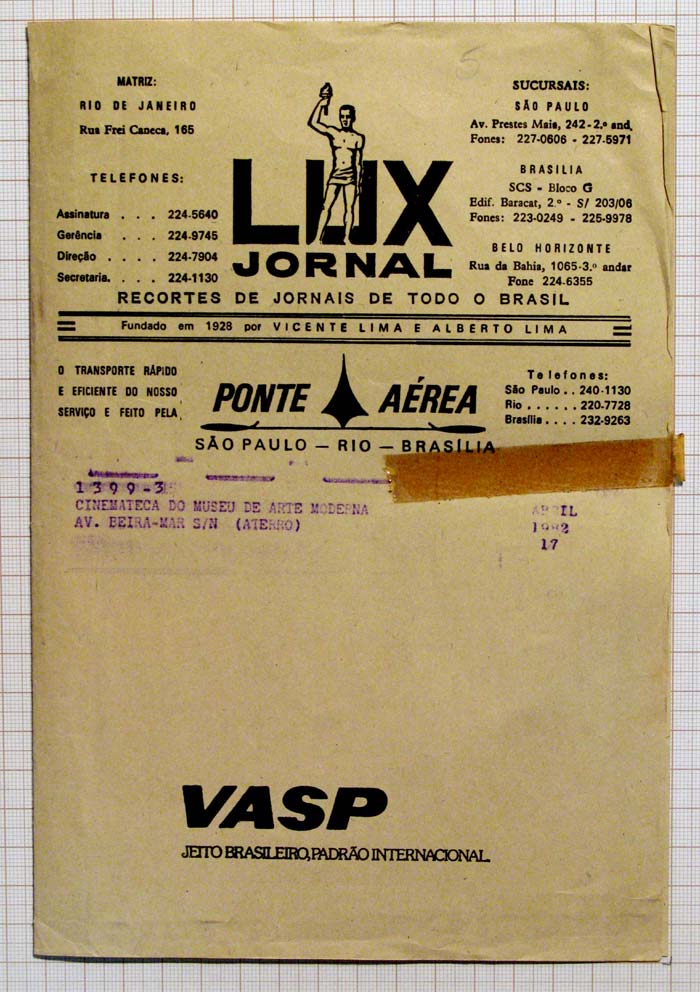 MATRIZ:
RIO DE JANEIRO
Rua Frei Caneca, 165
TELEFONES:
Assinatura . . . 224-5640
Gerência . . . 224-9745
Direção . . . . . 224-7904
Secretaria. . . . 224-1130
LUX
JORNAL
SUCURSAIS:
SÃO PAULO
Av. Prestes Maia, 242-2.º and.
Fones: 227-0606 - 227-5971
BRASILIA
SCS - Bloco G
Edif. Baracat, 2.º - S/ 203/06
Fones: 223-0249 - 225-9978
BELO HORIZONTE
Rua da Bahia, 1065-3.º andar
Fone 224-6355
RECORTES DE JORNAIS DE TODO O BRASIL
Fundado em 1928 por VICENTE LIMA E ALBERTO LIMA
O TRANSPORTE RÁPIDO
E EFICIENTE DO NOSSO
SERVIÇO E FEITO PELA
PONTE AÉREA
SÃO PAULO — RIO — BRASÍLIA
Telefones:
São Paulo . . 240-1130
Rio . . . . . . 220-7728
Brasília . . . . 232-9263
1399-3
CINEMATECA DO MUSEU DE ARTE MODERNA
AV. BEIRA-MAR S/N (ATERRO)
ABRIL
1982
17
5
VASP
JEITO BRASILEIRO, PADRÃO INTERNACIONAL.